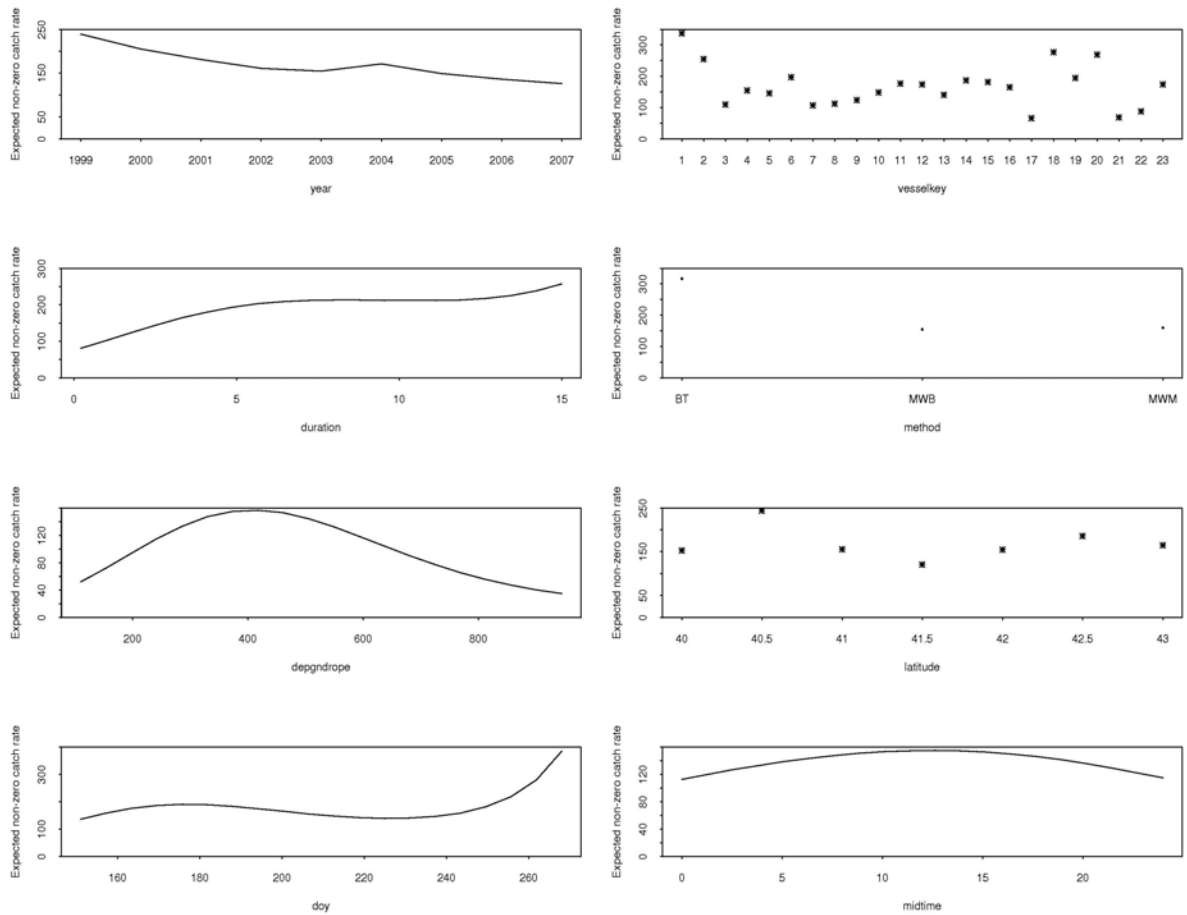 Expected non-zero catch rate
0 50 150 250
1999 2000 2001 2002 2003 2004 2005 2006 2007
year
Expected non-zero catch rate
0 100 200 300
1 2 3 4 5 6 7 8 9 10 11 12 13 14 15 16 17 18 19 20 21 22 23
vesselkey
Expected non-zero catch rate
0 100 200 300
0 5 10 15
duration
Expected non-zero catch rate
0 100 200 300
BT MWB MWM
method
Expected non-zero catch rate
0 40 80 120
200 400 600 800
depgndrope
Expected non-zero catch rate
0 50 150 250
40 40.5 41 41.5 42 42.5 43
latitude
Expected non-zero catch rate
0 100 300
160 180 200 220 240 260
doy
Expected non-zero catch rate
0 40 80 120
0 5 10 15 20
midtime